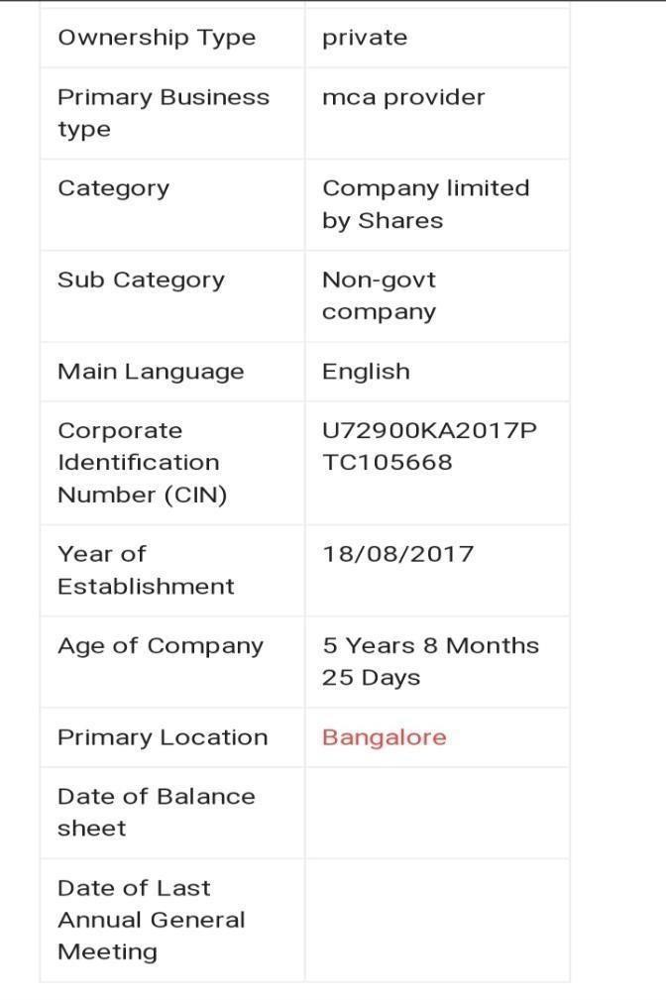 Ownership Type private
Primary Business mca provider
type
Category Company limited
by Shares
Sub Category Non-govt
company
Main Language English
Corporate U72900KA2017P
Identification TC105668
Number (CIN)
Year of 18/08/2017
Establishment
Age of Company 5 Years 8 Months
25 Days
Primary Location Bangalore
Date of Balance
sheet
Date of Last
Annual General
Meeting